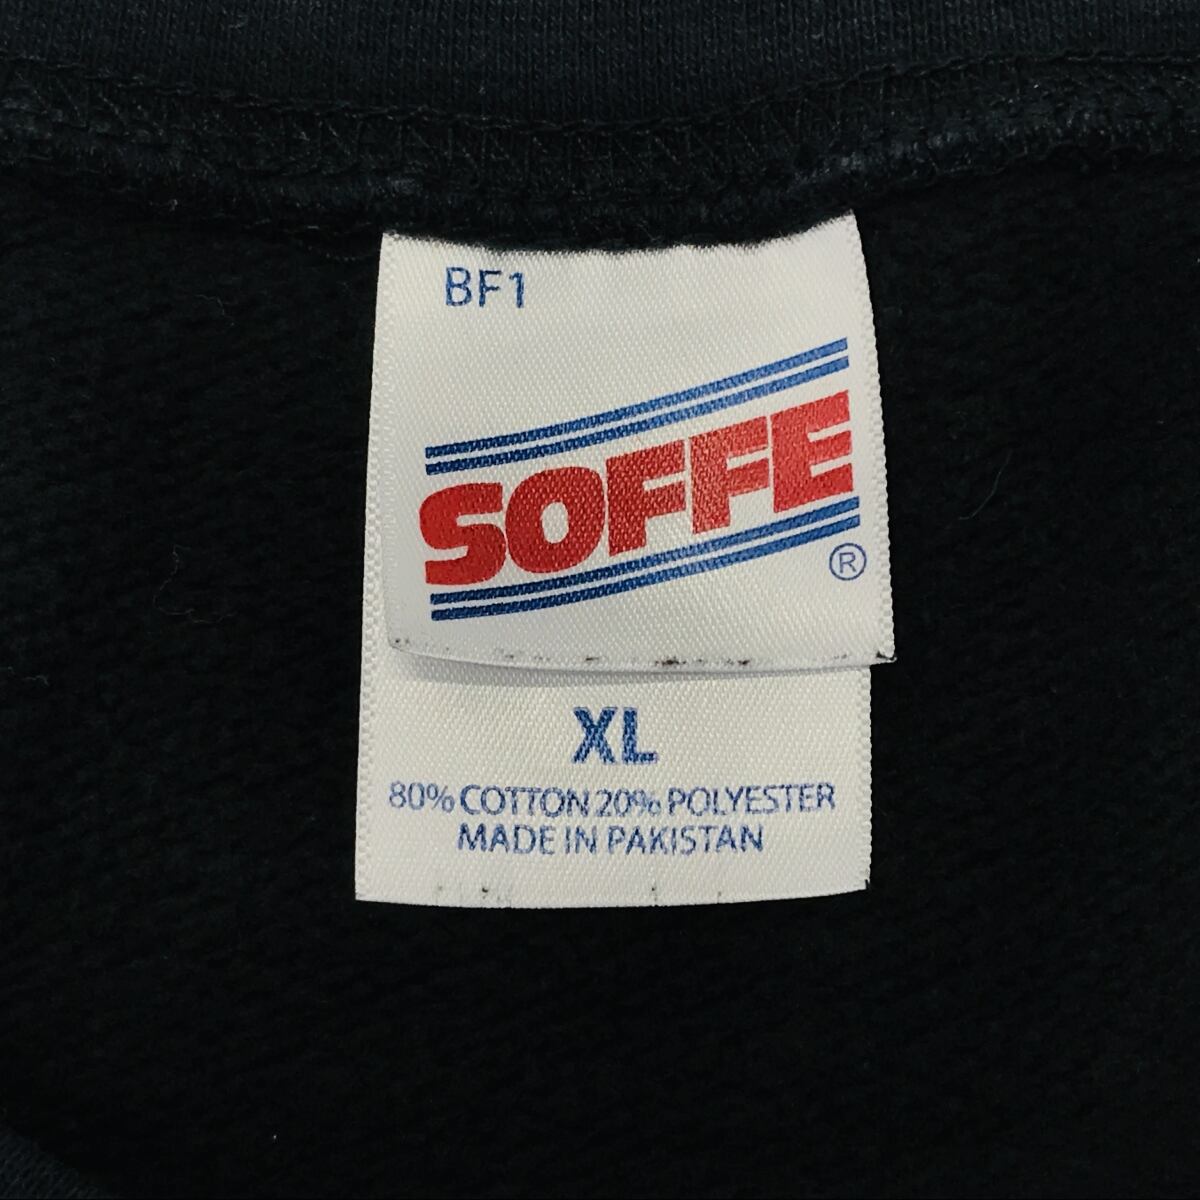 BF1
SOFFE
®
XL
80% COTTON 20% POLYESTER
MADE IN PAKISTAN